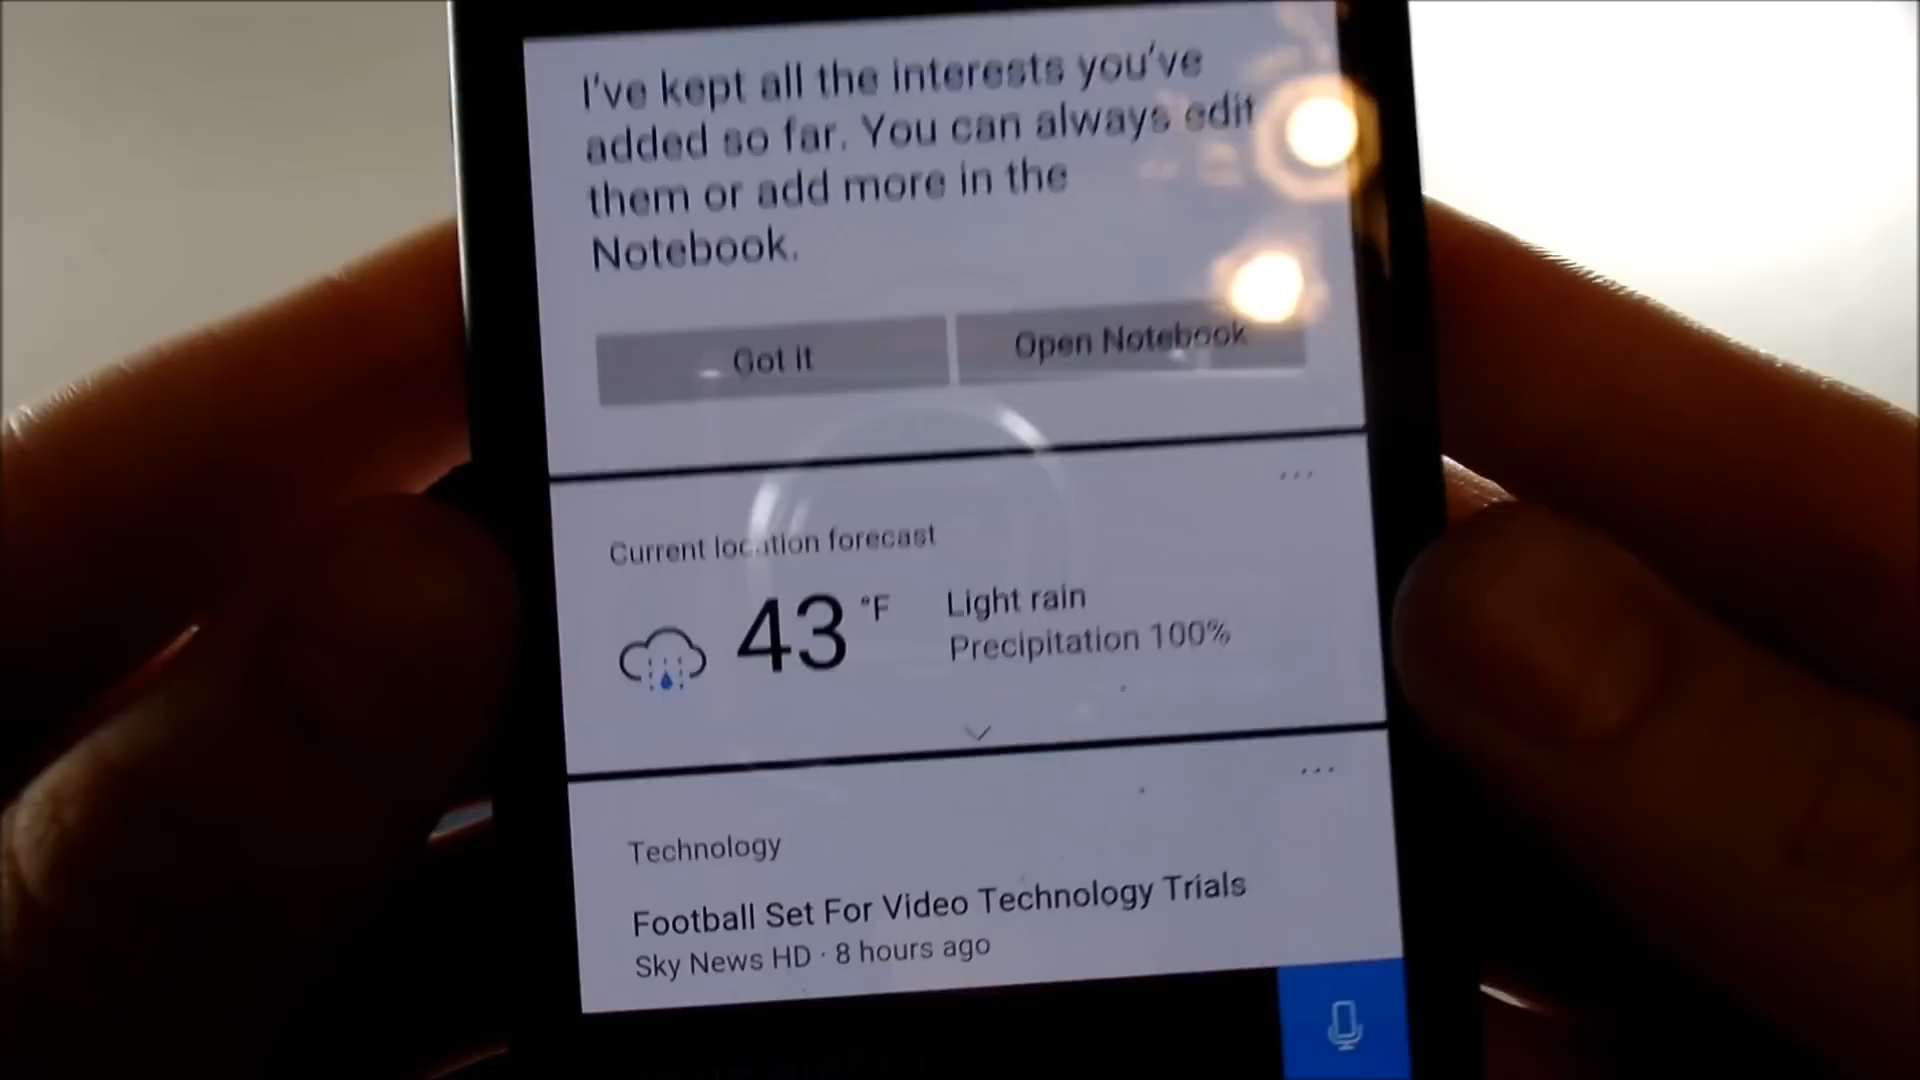 I've kept all the interests you've
added so far. You can always edit
them or add more in the
Notebook.
Got it
Open Notebook
Current location forecast
43 °F
Light rain
Precipitation 100%
Technology
Football Set For Video Technology Trials
Sky News HD · 8 hours ago